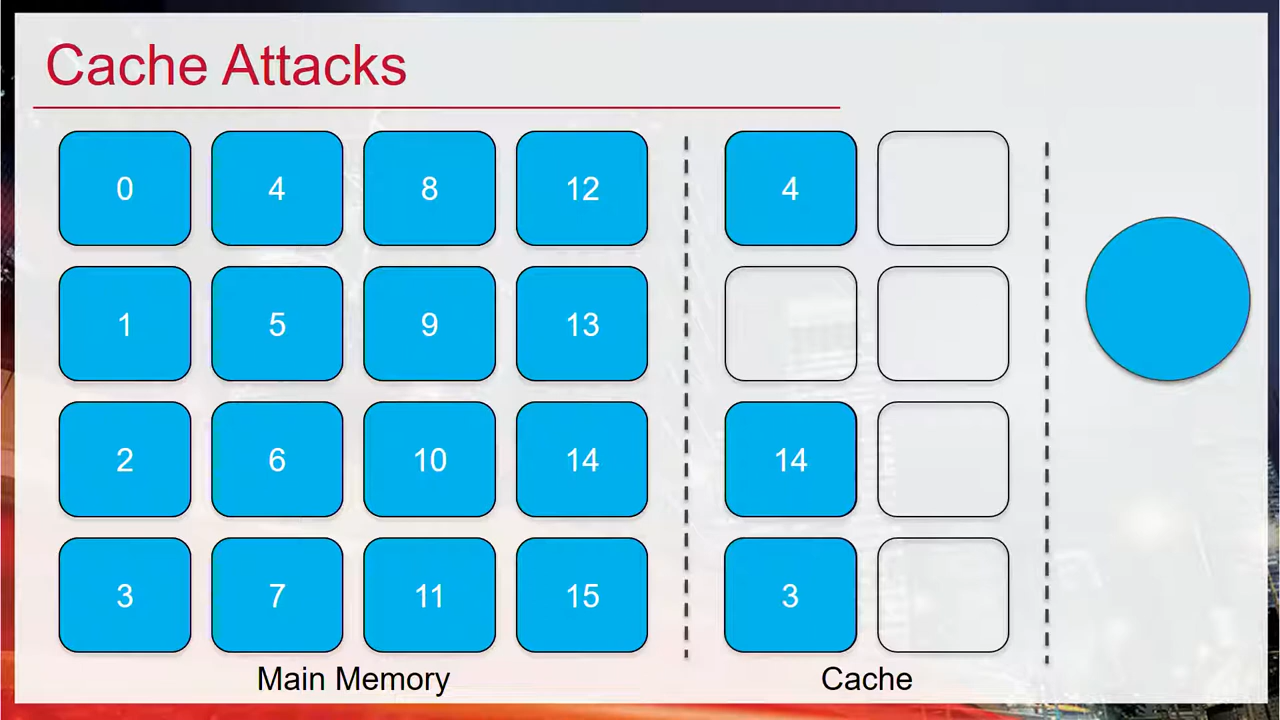 Cache Attacks
0 4 8 12 4
1 5 9 13
2 6 10 14 14
3 7 11 15 3
Main Memory Cache